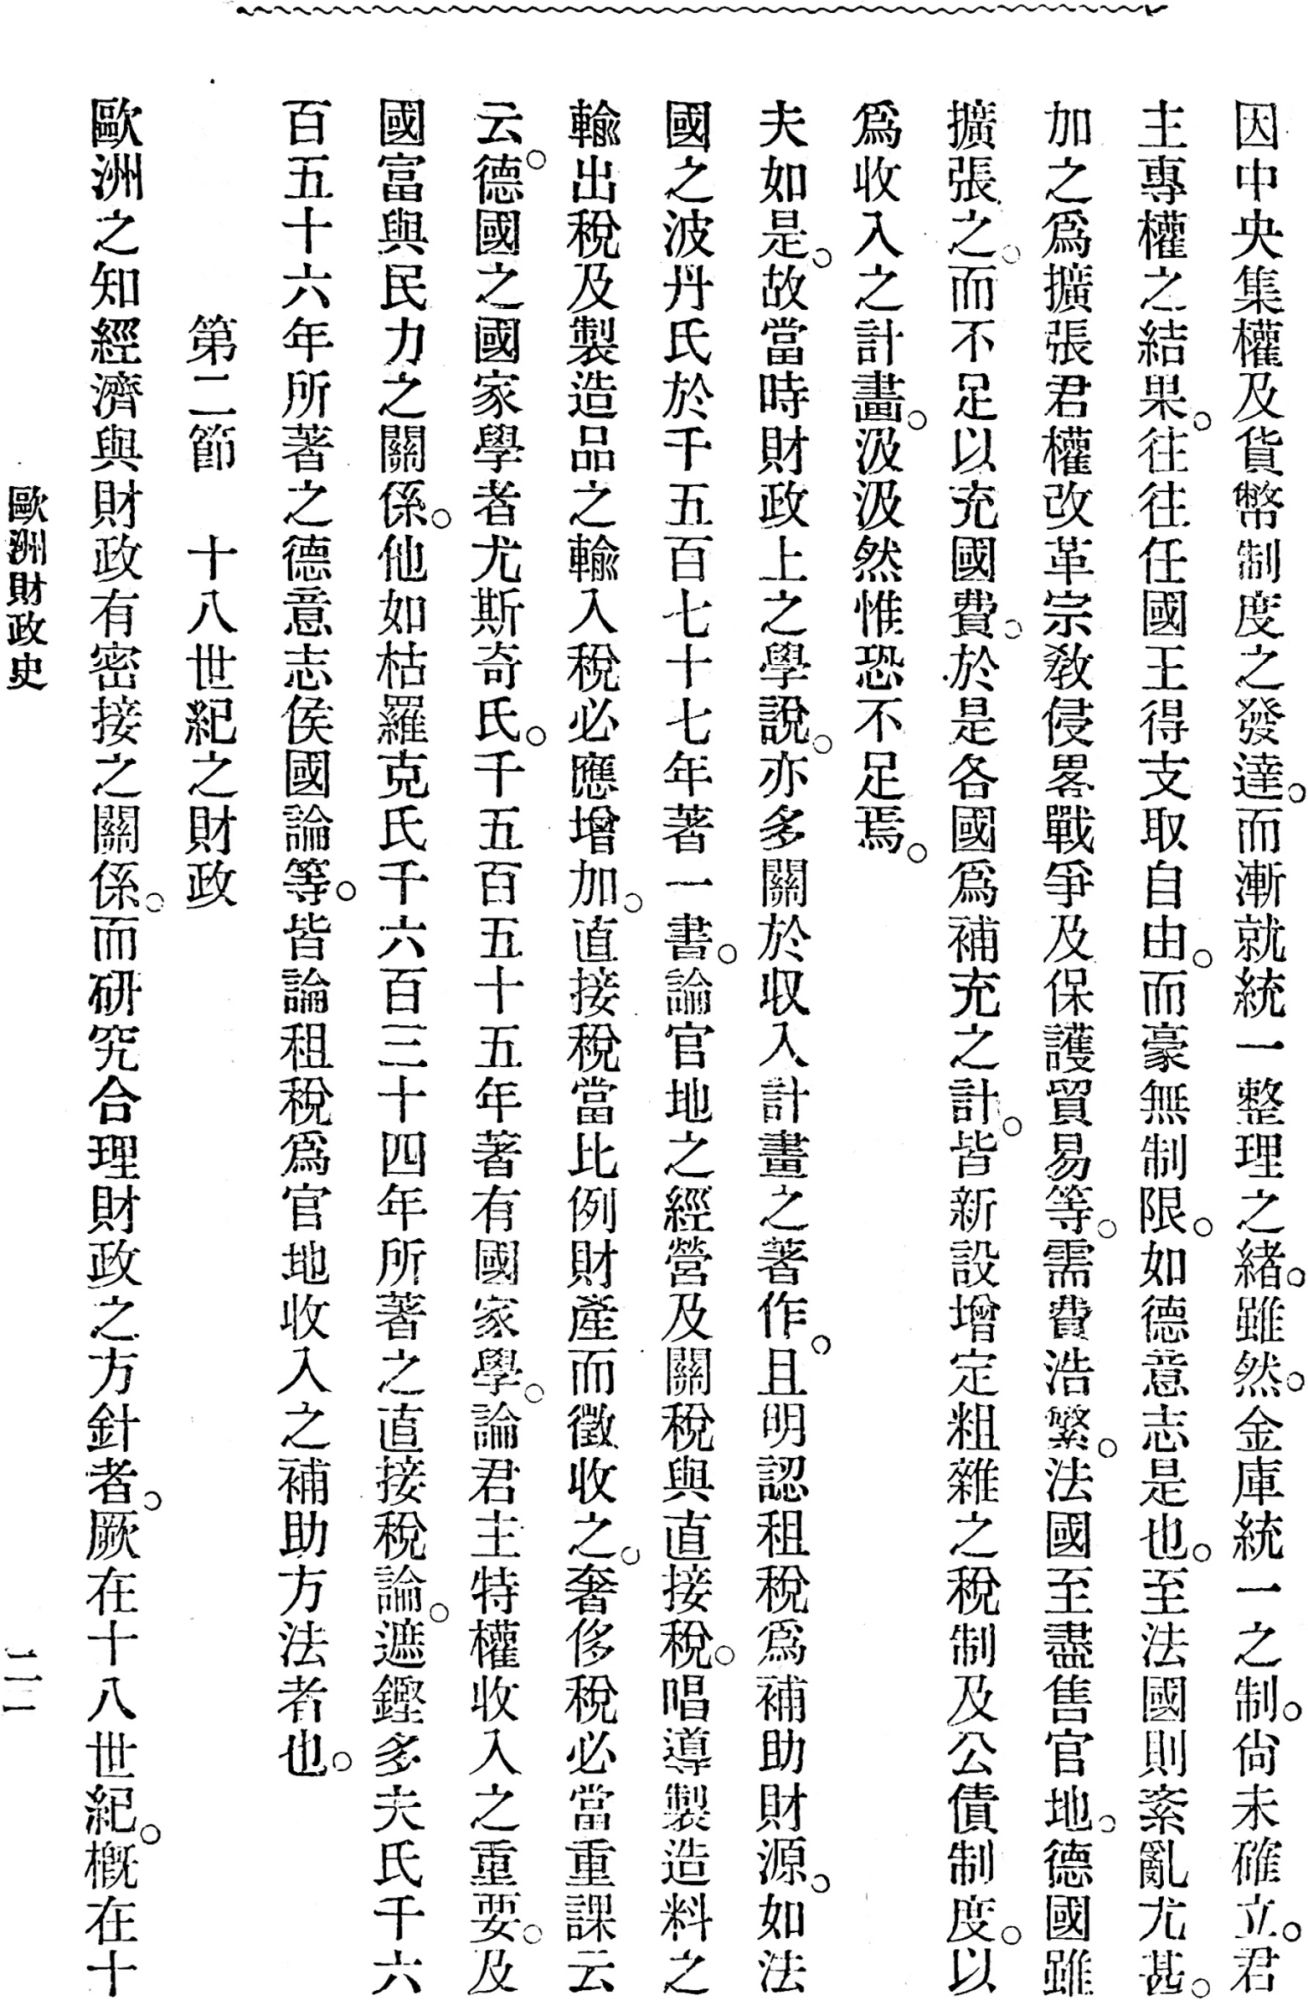 因中央集權及貨幣制度之發達。而漸就統一整理之緒。雖然。金庫統一之制。尙未確立。君
主專權之結果。往往任國王得支取自由。而豪無制限。如德意志是也。至法國則紊亂尤甚。
加之爲擴張君權改革宗敎侵畧戰爭及保護貿易等。需費浩繁。法國至盡售官地。德國雖
擴張之。而不足以充國費。於是各國爲補充之計。皆新設增定粗雜之稅制及公債制度。以
爲收入之計畫。汲汲然惟恐不足焉。
夫如是。故當時財政上之學說。亦多關於収入計畫之著作。且明認租稅爲補助財源。如法
國之波丹氏於千五百七十七年著一書。論官地之經營及關稅與直接稅。唱導製造料之
輸出稅及製造品之輸入稅必應增加。直接稅當比例財產而徵收之。奢侈稅必當重課云
云。德國之國家學者尤斯奇氏。千五百五十五年著有國家學。論君主特權收入之重要。及
國富與民力之關係。他如枯羅克氏千六百三十四年所著之直接稅論。遮鏗多夫氏千六
百五十六年所著之德意志侯國論等。皆論租稅爲官地收入之補助方法者也。
第二節 十八世紀之財政
歐洲之知經濟與財政有密接之關係。而研究合理財政之方針者。厥在十八世紀。槪在十
歐洲財政史
二一